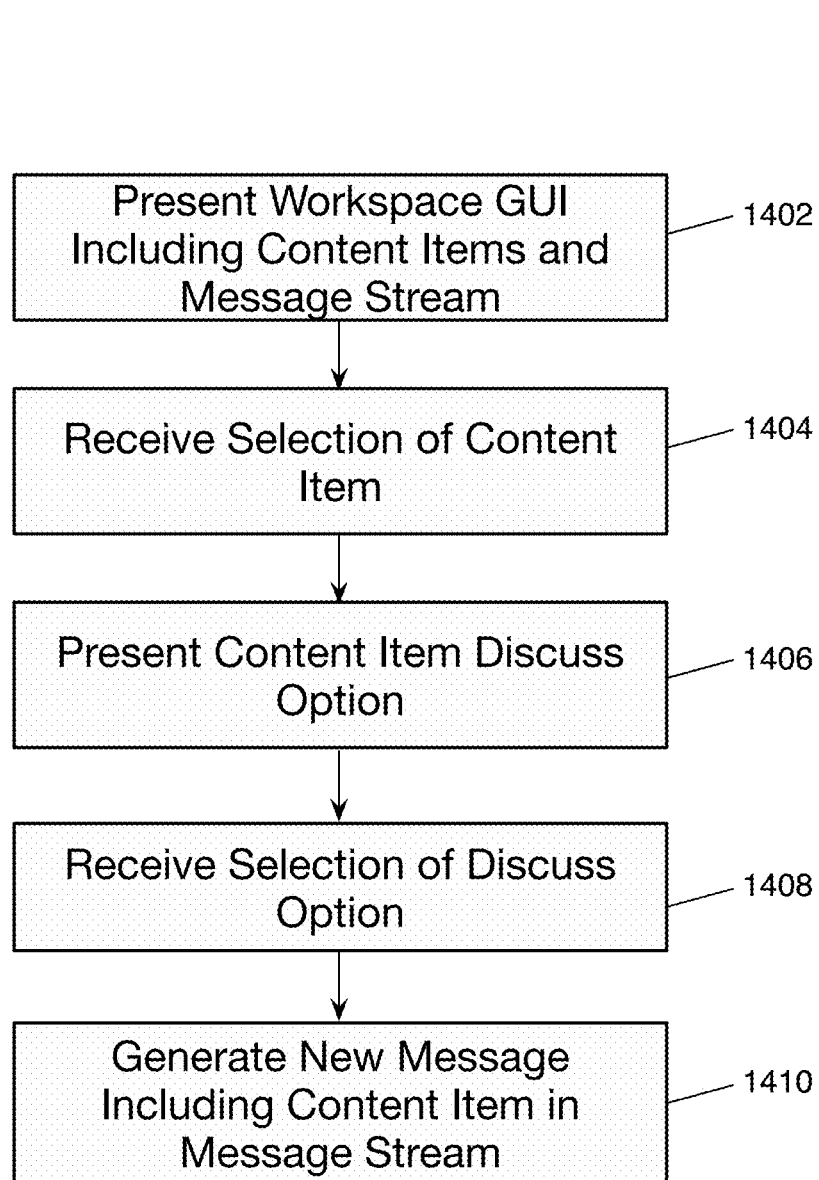 Present Workspace GUI
Including Content Items and
Message Stream
1402
Receive Selection of Content
Item
1404
Present Content Item Discuss
Option
1406
Receive Selection of Discuss
Option
1408
Generate New Message
Including Content Item in
Message Stream
1410